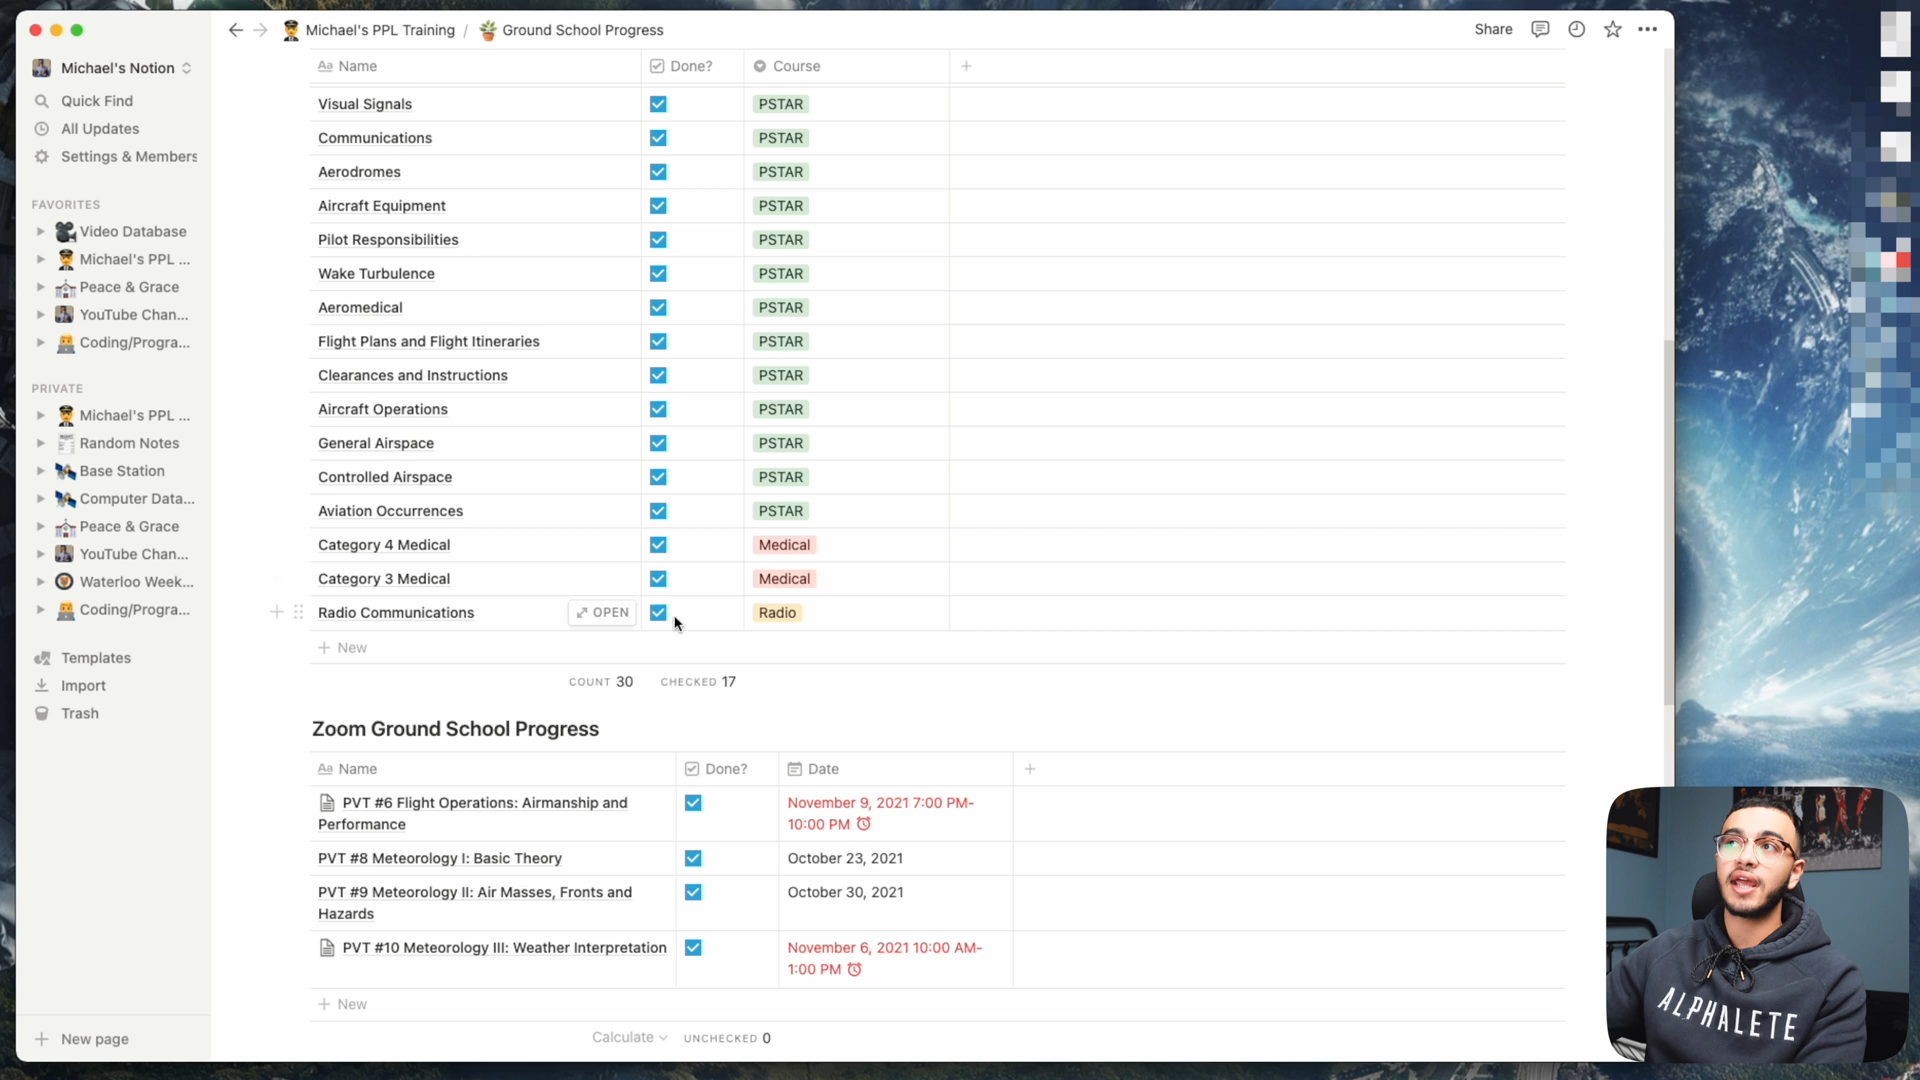 Michael's PPL Training / Ground School Progress
Share
Michael's Notion
Quick Find
All Updates
Settings & Members
FAVORITES
Video Database
Michael's PPL ...
Peace & Grace
YouTube Chan...
Coding/Progra...
PRIVATE
Michael's PPL ...
Random Notes
Base Station
Computer Data...
Peace & Grace
YouTube Chan...
Waterloo Week...
Coding/Progra...
Templates
Import
Trash
New page
Aa Name Done? Course
Visual Signals PSTAR
Communications PSTAR
Aerodromes PSTAR
Aircraft Equipment PSTAR
Pilot Responsibilities PSTAR
Wake Turbulence PSTAR
Aeromedical PSTAR
Flight Plans and Flight Itineraries PSTAR
Clearances and Instructions PSTAR
Aircraft Operations PSTAR
General Airspace PSTAR
Controlled Airspace PSTAR
Aviation Occurrences PSTAR
Category 4 Medical Medical
Category 3 Medical Medical
Radio Communications OPEN Radio
New
COUNT 30 CHECKED 17
Zoom Ground School Progress
Aa Name Done? Date
PVT #6 Flight Operations: Airmanship and
Performance
November 9, 2021 7:00 PM-
10:00 PM
PVT #8 Meteorology I: Basic Theory October 23, 2021
PVT #9 Meteorology II: Air Masses, Fronts and
Hazards
October 30, 2021
PVT #10 Meteorology III: Weather Interpretation
November 6, 2021 10:00 AM-
1:00 PM
New
Calculate UNCHECKED 0
ALPHALETE